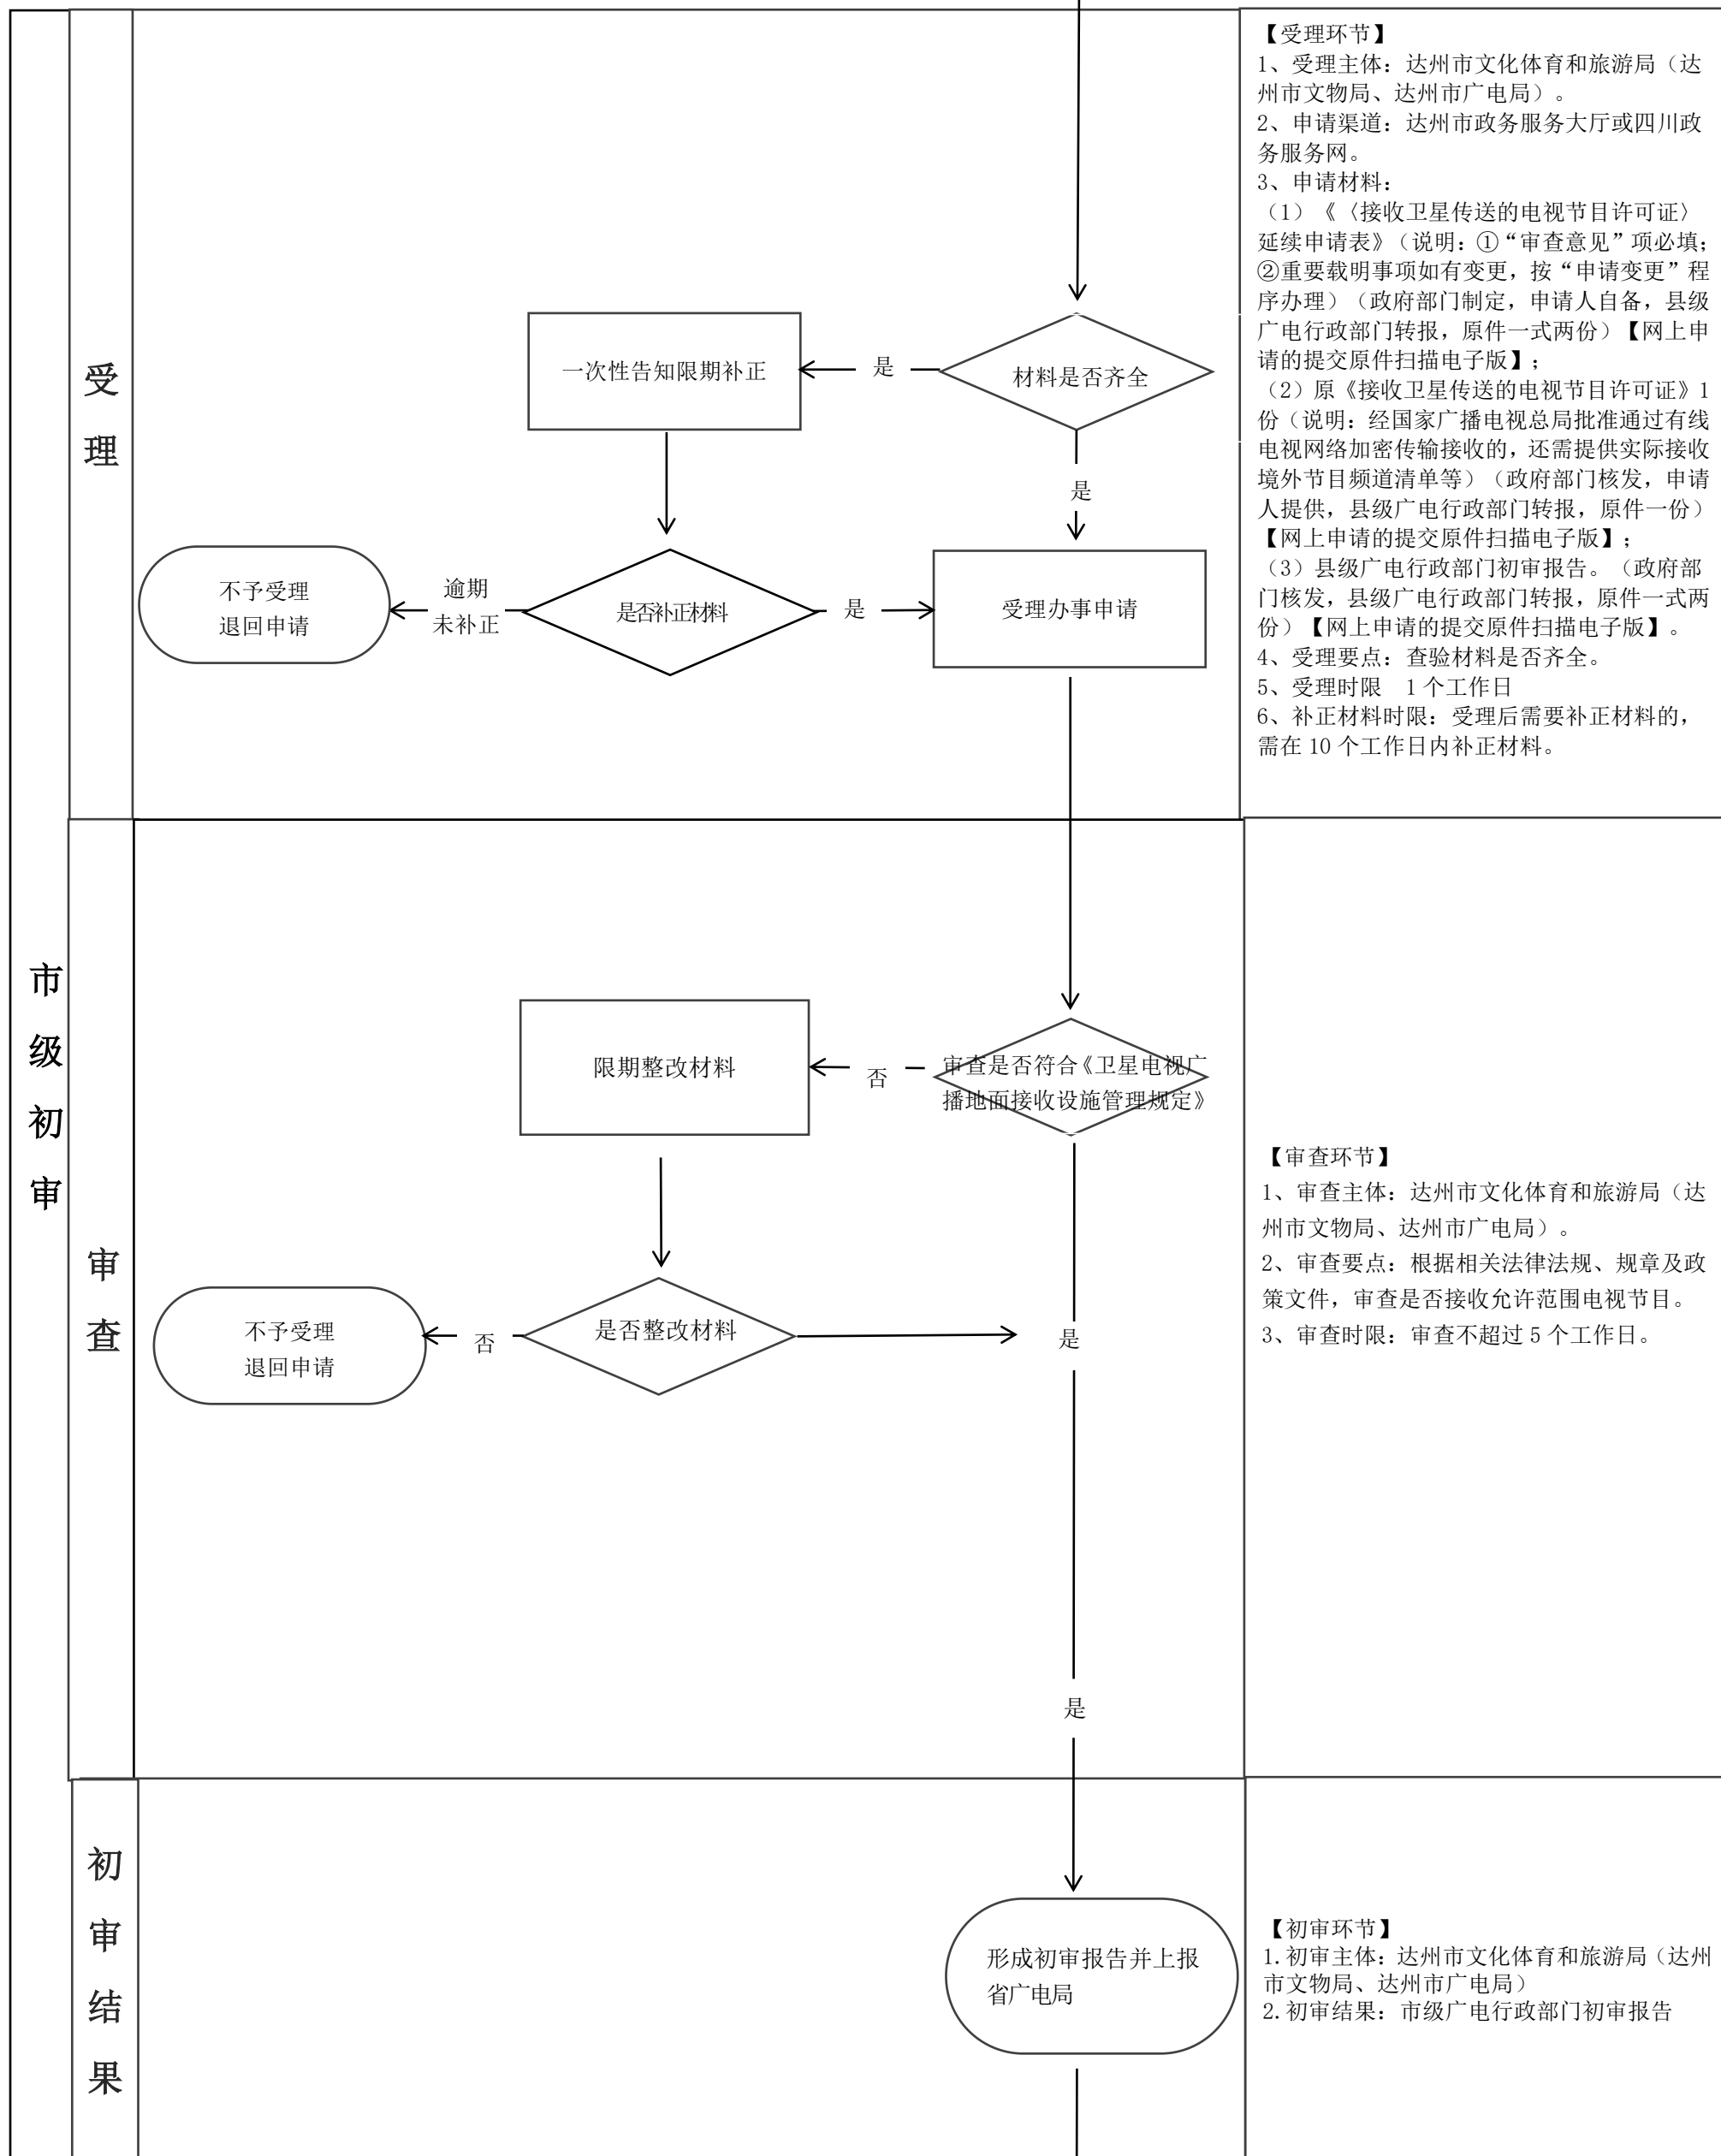 市
级
初
审
受
理
一次性告知限期补正
是
材料是否齐全
是
不予受理
退回申请
逾期
未补正
是否补正材料
是
受理办事申请
【受理环节】
1、受理主体：达州市文化体育和旅游局（达
州市文物局、达州市广电局）。
2、申请渠道：达州市政务服务大厅或四川政
务服务网。
3、申请材料：
（1）《〈接收卫星传送的电视节目许可证〉
延续申请表》（说明：①“审查意见”项必填；
②重要载明事项如有变更，按“申请变更”程
序办理）（政府部门制定，申请人自备，县级
广电行政部门转报，原件一式两份）【网上申
请的提交原件扫描电子版】；
（2）原《接收卫星传送的电视节目许可证》1
份（说明：经国家广播电视总局批准通过有线
电视网络加密传输接收的，还需提供实际接收
境外节目频道清单等）（政府部门核发，申请
人提供，县级广电行政部门转报，原件一份）
【网上申请的提交原件扫描电子版】；
（3）县级广电行政部门初审报告。（政府部
门核发，县级广电行政部门转报，原件一式两
份）【网上申请的提交原件扫描电子版】。
4、受理要点：查验材料是否齐全。
5、受理时限　1 个工作日
6、补正材料时限：受理后需要补正材料的，
需在 10 个工作日内补正材料。
审
查
限期整改材料
否
审查是否符合《卫星电视广
播地面接收设施管理规定》
不予受理
退回申请
否
是否整改材料
是
是
【审查环节】
1、审查主体：达州市文化体育和旅游局（达
州市文物局、达州市广电局）。
2、审查要点：根据相关法律法规、规章及政
策文件，审查是否接收允许范围电视节目。
3、审查时限：审查不超过 5 个工作日。
初
审
结
果
形成初审报告并上报
省广电局
【初审环节】
1.初审主体：达州市文化体育和旅游局（达州
市文物局、达州市广电局）
2.初审结果：市级广电行政部门初审报告